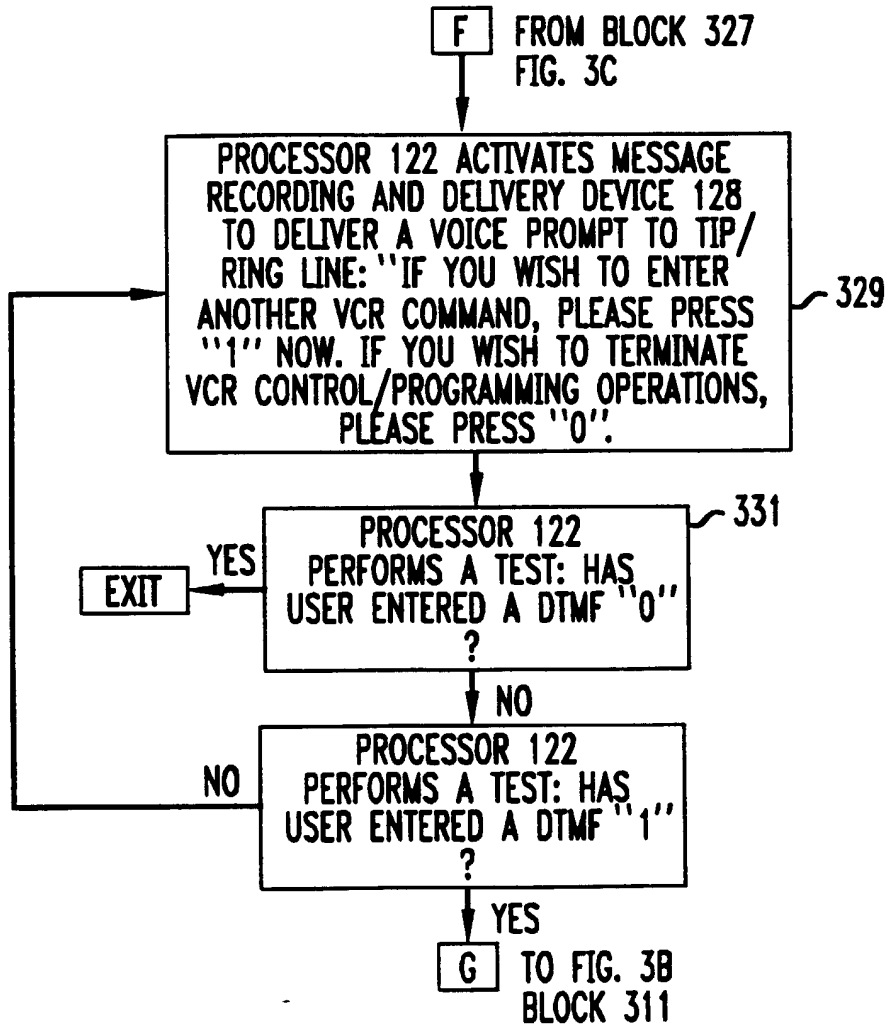 F FROM BLOCK 327
FIG. 3C
PROCESSOR 122 ACTIVATES MESSAGE
RECORDING AND DELIVERY DEVICE 128
TO DELIVER A VOICE PROMPT TO TIP/
RING LINE: "IF YOU WISH TO ENTER
ANOTHER VCR COMMAND, PLEASE PRESS
"1" NOW. IF YOU WISH TO TERMINATE
VCR CONTROL/PROGRAMMING OPERATIONS,
PLEASE PRESS "0".
329
331
PROCESSOR 122
PERFORMS A TEST: HAS
USER ENTERED A DTMF "0"
?
YES
EXIT
NO
PROCESSOR 122
PERFORMS A TEST: HAS
USER ENTERED A DTMF "1"
?
NO
YES
G TO FIG. 3B
BLOCK 311